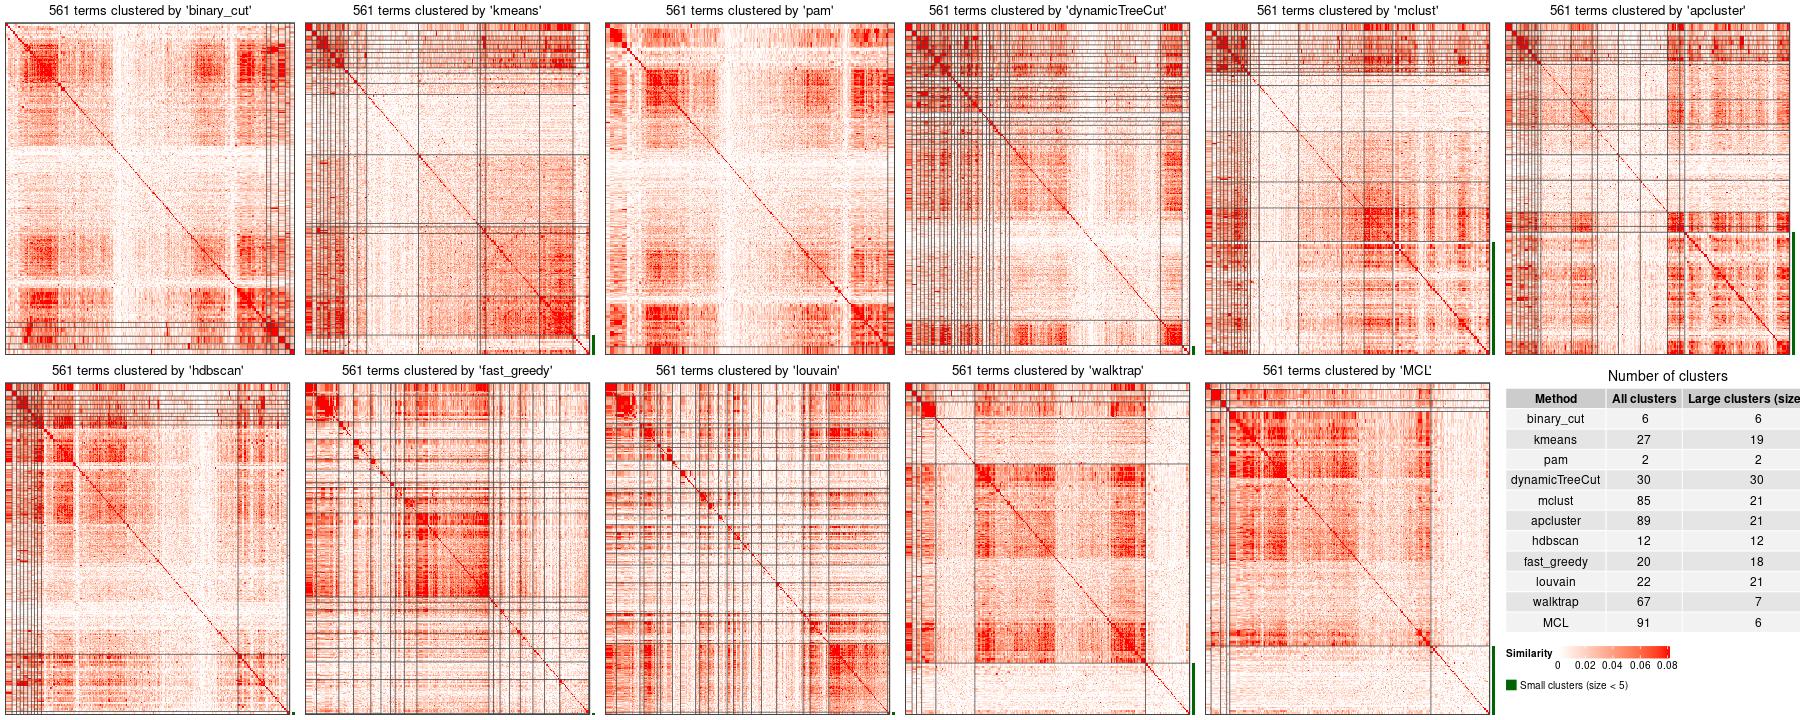 561 terms clustered by 'binary_cut'
561 terms clustered by 'kmeans'
561 terms clustered by 'pam'
561 terms clustered by 'dynamicTreeCut'
561 terms clustered by 'mclust'
561 terms clustered by 'apcluster'
561 terms clustered by 'hdbscan'
561 terms clustered by 'fast_greedy'
561 terms clustered by 'louvain'
561 terms clustered by 'walktrap'
561 terms clustered by 'MCL'
Number of clusters
Method All clusters Large clusters (size
binary_cut 6 6
kmeans 27 19
pam 2 2
dynamicTreeCut 30 30
mclust 85 21
apcluster 89 21
hdbscan 12 12
fast_greedy 20 18
louvain 22 21
walktrap 67 7
MCL 91 6
Similarity
0 0.02 0.04 0.06 0.08
Small clusters (size < 5)